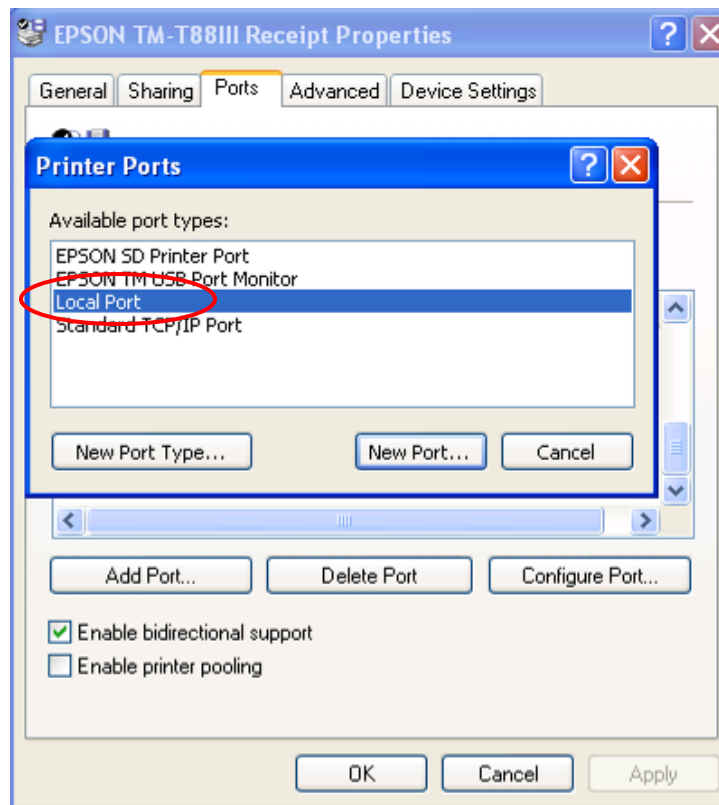 EPSON TM-T88III Receipt Properties
General Sharing Ports Advanced Device Settings
Printer Ports
Available port types:
EPSON SD Printer Port
EPSON TM USB Port Monitor
Local Port
Standard TCP/IP Port
New Port Type... New Port... Cancel
Add Port... Delete Port Configure Port...
Enable bidirectional support
Enable printer pooling
OK Cancel Apply